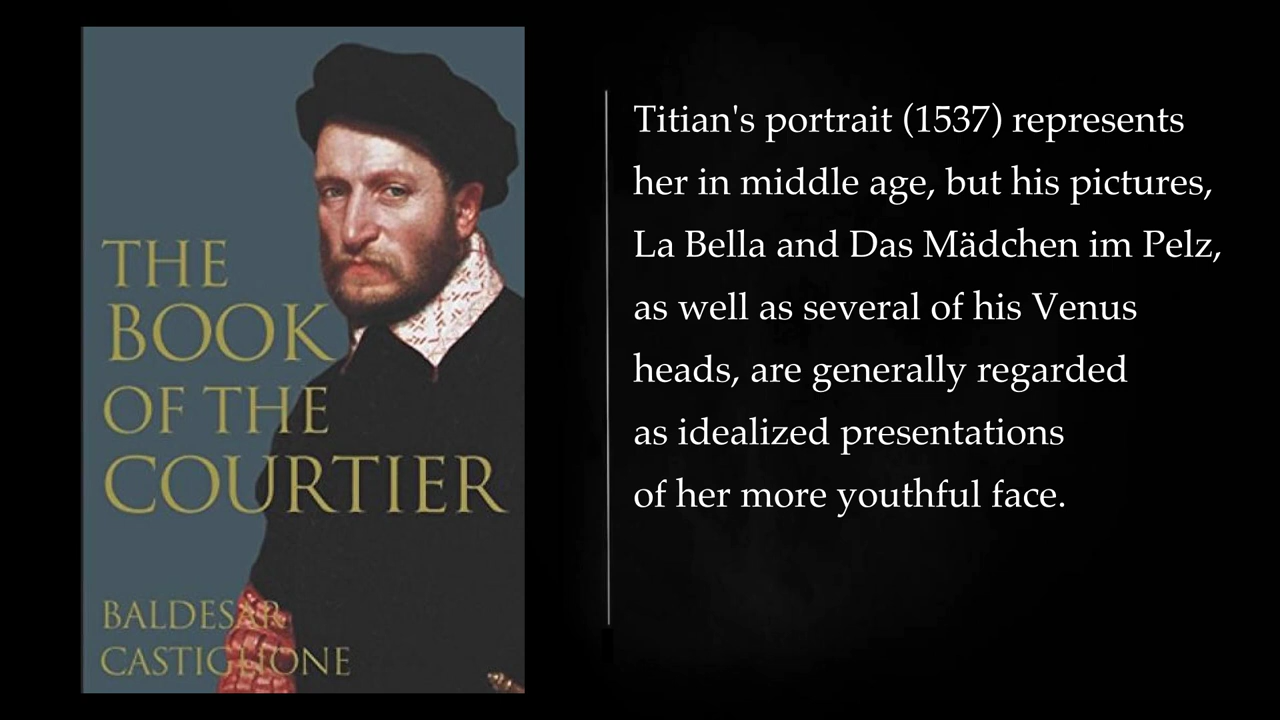 THE
BOOK
OF THE
COURTIER
BALDESAR
CASTIGLIONE
Titian's portrait (1537) represents
her in middle age, but his pictures,
La Bella and Das Mädchen im Pelz,
as well as several of his Venus
heads, are generally regarded
as idealized presentations
of her more youthful face.